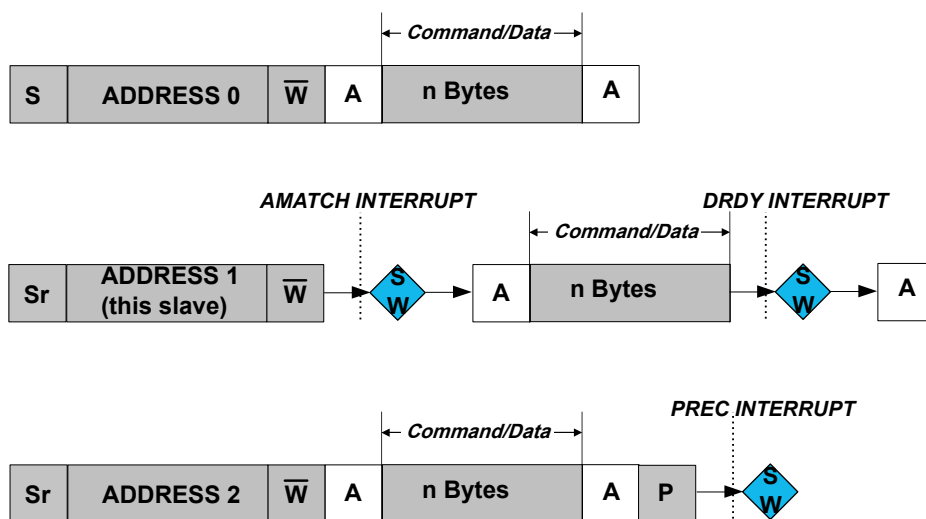 Command/Data
S ADDRESS 0 W̅ A n Bytes A
AMATCH INTERRUPT DRDY INTERRUPT
Command/Data
Sr ADDRESS 1 (this slave) W̅ S W A n Bytes S W A
PREC INTERRUPT
Command/Data
Sr ADDRESS 2 W̅ A n Bytes A P S W